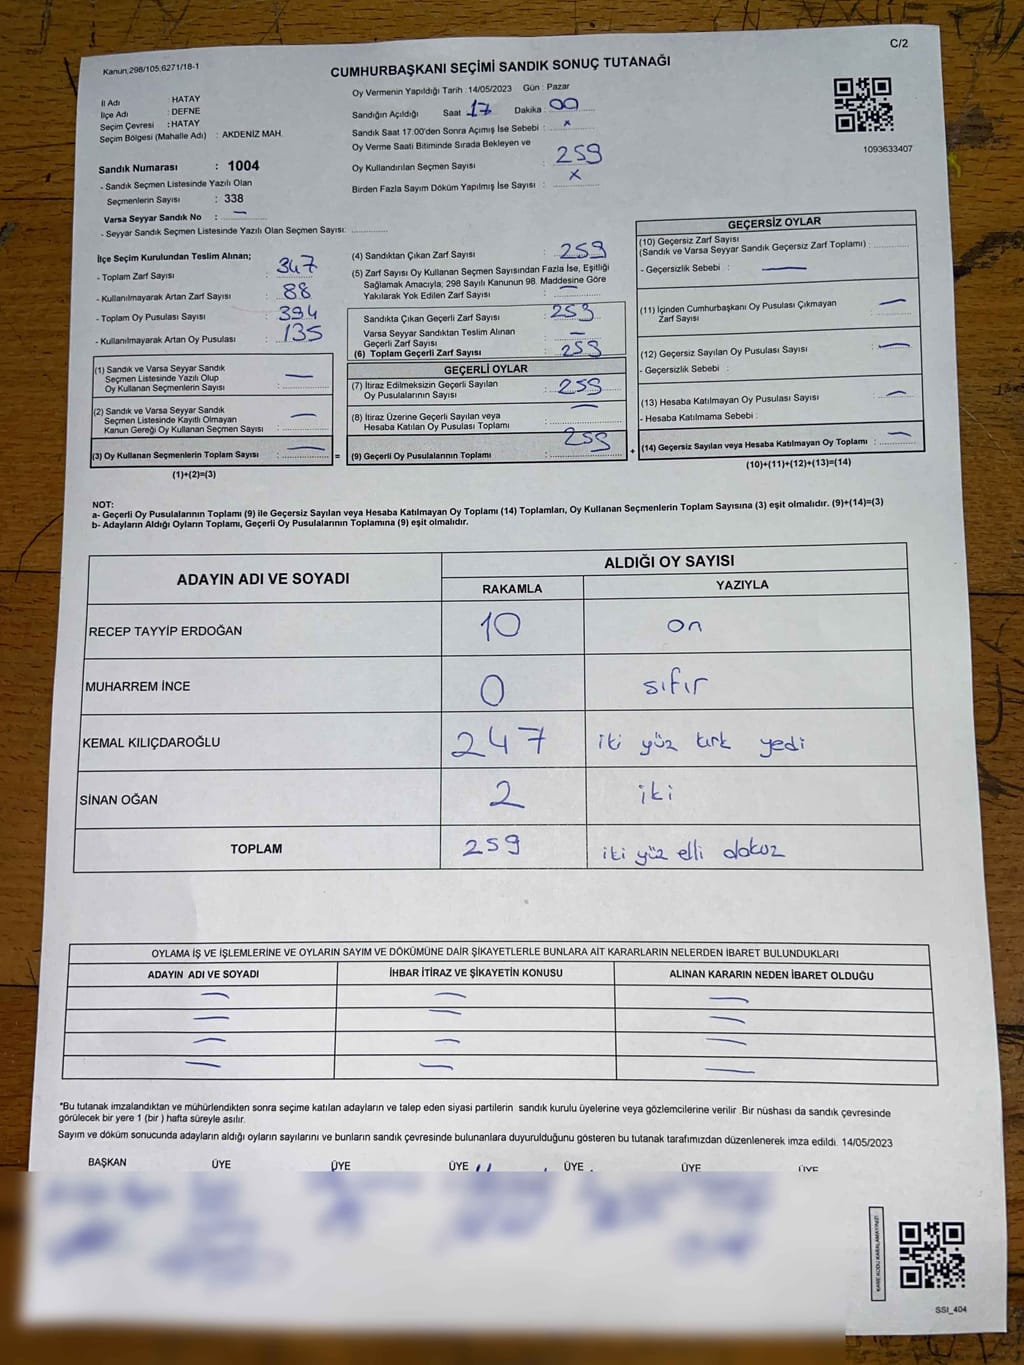 C/2
Kanun,298/105,6271/18-1
CUMHURBAŞKANI SEÇİMİ SANDIK SONUÇ TUTANAĞI
İl Adı : HATAY
İlçe Adı : DEFNE
Seçim Çevresi : HATAY
Seçim Bölgesi (Mahalle Adı) : AKDENİZ MAH.
Sandık Numarası : 1004
- Sandık Seçmen Listesinde Yazılı Olan
Seçmenlerin Sayısı : 338
Varsa Seyyar Sandık No : —
- Seyyar Sandık Seçmen Listesinde Yazılı Olan Seçmen Sayısı:
Oy Vermenin Yapıldığı Tarih : 14/05/2023 Gün : Pazar
Sandığın Açıldığı Saat 17 Dakika : 00
Sandık Saat 17.00'den Sonra Açımış İse Sebebi : x
Oy Verme Saati Bitiminde Sırada Bekleyen ve
Oy Kullandırılan Seçmen Sayısı : 259
Birden Fazla Sayım Döküm Yapılmış İse Sayısı : x
1093633407
İlçe Seçim Kurulundan Teslim Alınan;
- Toplam Zarf Sayısı : 347
- Kullanılmayarak Artan Zarf Sayısı : 88
- Toplam Oy Pusulası Sayısı : 394
- Kullanılmayarak Artan Oy Pusulası : 135
(1) Sandık ve Varsa Seyyar Sandık
Seçmen Listesinde Yazılı Olup
Oy Kullanan Seçmenlerin Sayısı : —
(2) Sandık ve Varsa Seyyar Sandık
Seçmen Listesinde Kayıtlı Olmayan
Kanun Gereği Oy Kullanan Seçmen Sayısı : —
(3) Oy Kullanan Seçmenlerin Toplam Sayısı : —
(1)+(2)=(3)
(4) Sandıktan Çıkan Zarf Sayısı : 259
(5) Zarf Sayısı Oy Kullanan Seçmen Sayısından Fazla İse, Eşitliği
Sağlamak Amacıyla; 298 Sayılı Kanunun 98. Maddesine Göre
Yakılarak Yok Edilen Zarf Sayısı : —
Sandıkta Çıkan Geçerli Zarf Sayısı : 259
Varsa Seyyar Sandıktan Teslim Alınan
Geçerli Zarf Sayısı : —
(6) Toplam Geçerli Zarf Sayısı : 259
GEÇERLİ OYLAR
(7) İtiraz Edilmeksizin Geçerli Sayılan
Oy Pusulalarının Sayısı : 259
(8) İtiraz Üzerine Geçerli Sayılan veya
Hesaba Katılan Oy Pusulası Toplamı : —
(9) Geçerli Oy Pusulalarının Toplamı : 259
GEÇERSİZ OYLAR
(10) Geçersiz Zarf Sayısı
(Sandık ve Varsa Seyyar Sandık Geçersiz Zarf Toplamı) :
- Geçersizlik Sebebi : —
(11) İçinden Cumhurbaşkanı Oy Pusulası Çıkmayan
Zarf Sayısı : —
(12) Geçersiz Sayılan Oy Pusulası Sayısı : —
- Geçersizlik Sebebi :
(13) Hesaba Katılmayan Oy Pusulası Sayısı : —
- Hesaba Katılmama Sebebi :
(14) Geçersiz Sayılan veya Hesaba Katılmayan Oy Toplamı : —
(10)+(11)+(12)+(13)=(14)
NOT:
a- Geçerli Oy Pusulalarının Toplamı (9) ile Geçersiz Sayılan veya Hesaba Katılmayan Oy Toplamı (14) Toplamları, Oy Kullanan Seçmenlerin Toplam Sayısına (3) eşit olmalıdır. (9)+(14)=(3)
b- Adayların Aldığı Oyların Toplamı, Geçerli Oy Pusulalarının Toplamına (9) eşit olmalıdır.
ADAYIN ADI VE SOYADI
ALDIĞI OY SAYISI
RAKAMLA YAZIYLA
RECEP TAYYİP ERDOĞAN 10 on
MUHARREM İNCE 0 sıfır
KEMAL KILIÇDAROĞLU 247 iki yüz kırk yedi
SİNAN OĞAN 2 iki
TOPLAM 259 iki yüz elli dokuz
OYLAMA İŞ VE İŞLEMLERİNE VE OYLARIN SAYIM VE DÖKÜMÜNE DAİR ŞİKAYETLERLE BUNLARA AİT KARARLARIN NELERDEN İBARET BULUNDUKLARI
ADAYIN ADI VE SOYADI İHBAR İTİRAZ VE ŞİKAYETİN KONUSU ALINAN KARARIN NEDEN İBARET OLDUĞU
— — —
— — —
— — —
— — —
*Bu tutanak imzalandıktan ve mühürlendikten sonra seçime katılan adayların ve talep eden siyasi partilerin sandık kurulu üyelerine veya gözlemcilerine verilir. Bir nüshası da sandık çevresinde
görülecek bir yere 1 (bir ) hafta süreyle asılır.
Sayım ve döküm sonucunda adayların aldığı oyların sayılarını ve bunların sandık çevresinde bulunanlara duyurulduğunu gösteren bu tutanak tarafımızdan düzenlenerek imza edildi. 14/05/2023
BAŞKAN ÜYE ÜYE ÜYE ÜYE ÜYE ÜYE
KARE KODU KARALAMAYINIZ!
SSI_404